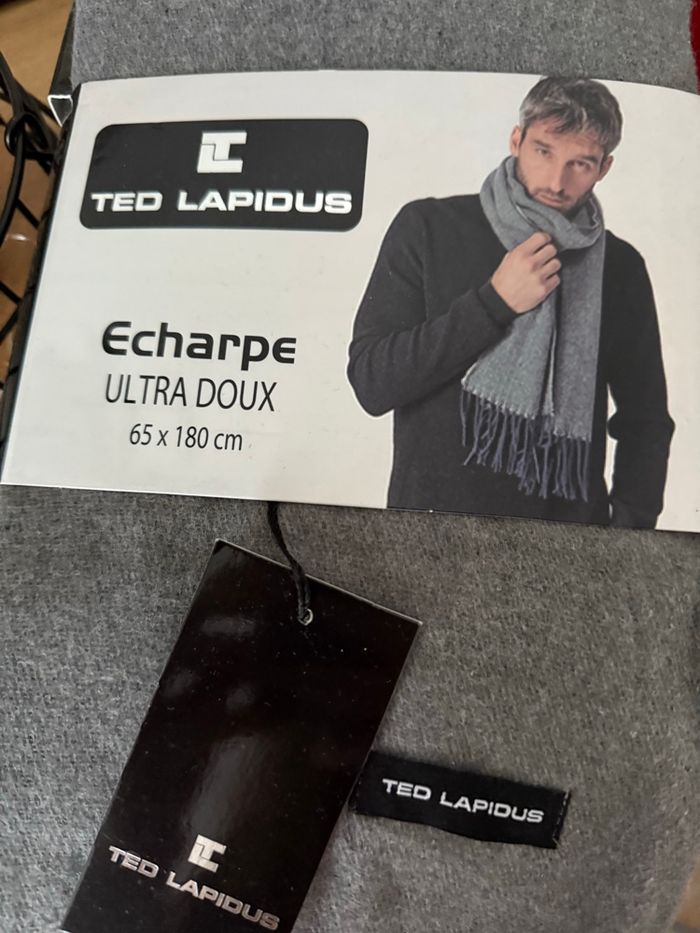 TED LAPIDUS
Echarpe
ULTRA DOUX
65 x 180 cm
TED LAPIDUS
TED LAPIDUS